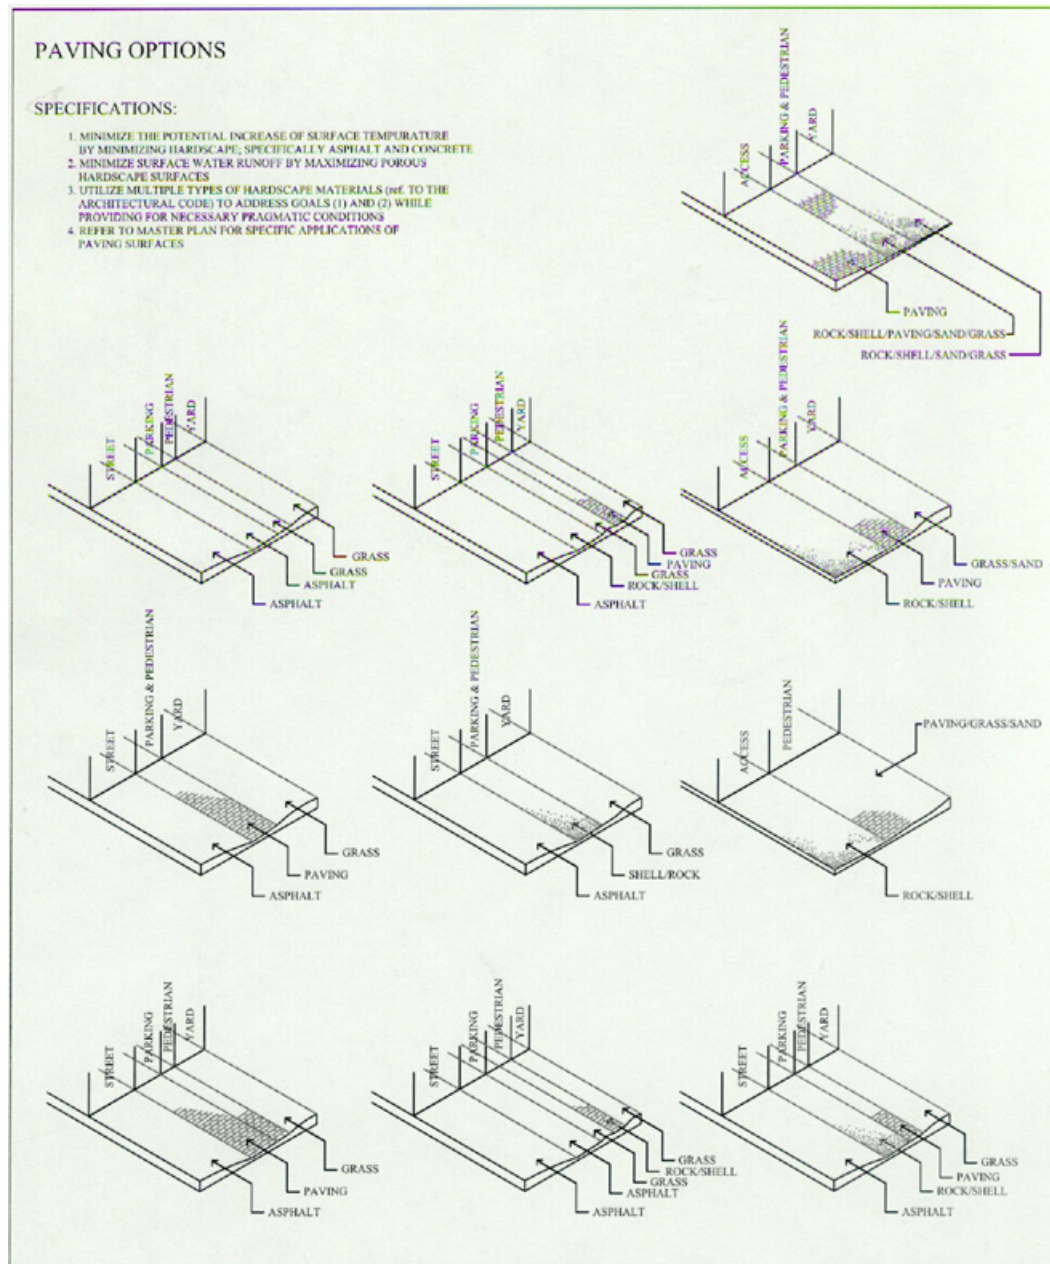 PAVING OPTIONS
SPECIFICATIONS:
1. MINIMIZE THE POTENTIAL INCREASE OF SURFACE TEMPURATURE
BY MINIMIZING HARDSCAPE; SPECIFICALLY ASPHALT AND CONCRETE
2. MINIMIZE SURFACE WATER RUNOFF BY MAXIMIZING POROUS
HARDSCAPE SURFACES
3. UTILIZE MULTIPLE TYPES OF HARDSCAPE MATERIALS (ref. TO THE
ARCHITECTURAL CODE) TO ADDRESS GOALS (1) AND (2) WHILE
PROVIDING FOR NECESSARY PRAGMATIC CONDITIONS
4. REFER TO MASTER PLAN FOR SPECIFIC APPLICATIONS OF
PAVING SURFACES
ACCESS
PARKING & PEDESTRIAN
YARD
PAVING
ROCK/SHELL/PAVING/SAND/GRASS
ROCK/SHELL/SAND/GRASS
STREET
PARKING
PEDESTRIAN
YARD
GRASS
GRASS
ASPHALT
ASPHALT
STREET
PARKING
PEDESTRIAN
YARD
GRASS
PAVING
GRASS
ROCK/SHELL
ASPHALT
ACCESS
PARKING & PEDESTRIAN
YARD
GRASS/SAND
PAVING
ROCK/SHELL
STREET
PARKING & PEDESTRIAN
YARD
GRASS
PAVING
ASPHALT
STREET
PARKING & PEDESTRIAN
YARD
GRASS
SHELL/ROCK
ASPHALT
ACCESS
PEDESTRIAN
PAVING/GRASS/SAND
ROCK/SHELL
STREET
PARKING
PEDESTRIAN
YARD
GRASS
PAVING
ASPHALT
STREET
PARKING
PEDESTRIAN
YARD
GRASS
ROCK/SHELL
GRASS
ASPHALT
ASPHALT
STREET
PARKING
PEDESTRIAN
YARD
GRASS
PAVING
ROCK/SHELL
ASPHALT